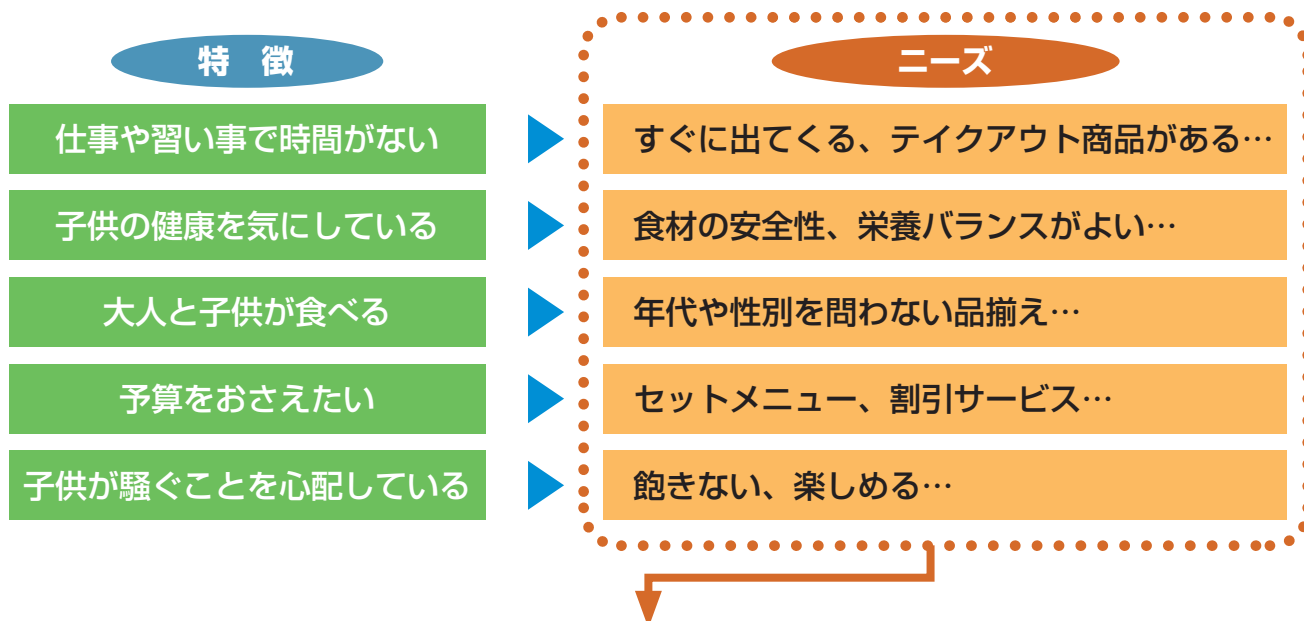 特 徴
ニーズ
仕事や習い事で時間がない
すぐに出てくる、テイクアウト商品がある…
子供の健康を気にしている
食材の安全性、栄養バランスがよい…
大人と子供が食べる
年代や性別を問わない品揃え…
予算をおさえたい
セットメニュー、割引サービス…
子供が騒ぐことを心配している
飽きない、楽しめる…